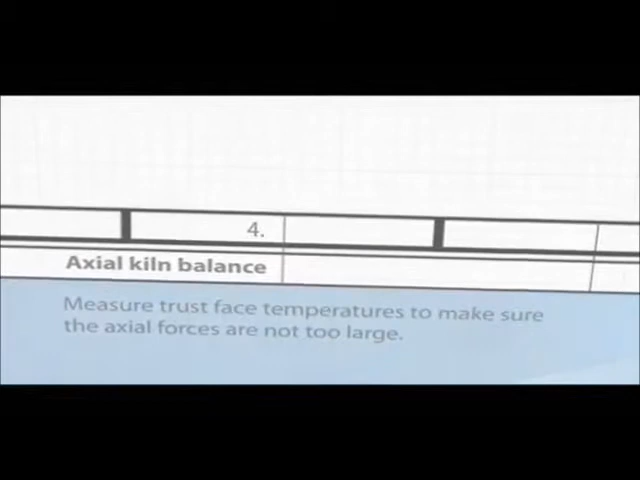 4.
Axial kiln balance
Measure trust face temperatures to make sure
the axial forces are not too large.